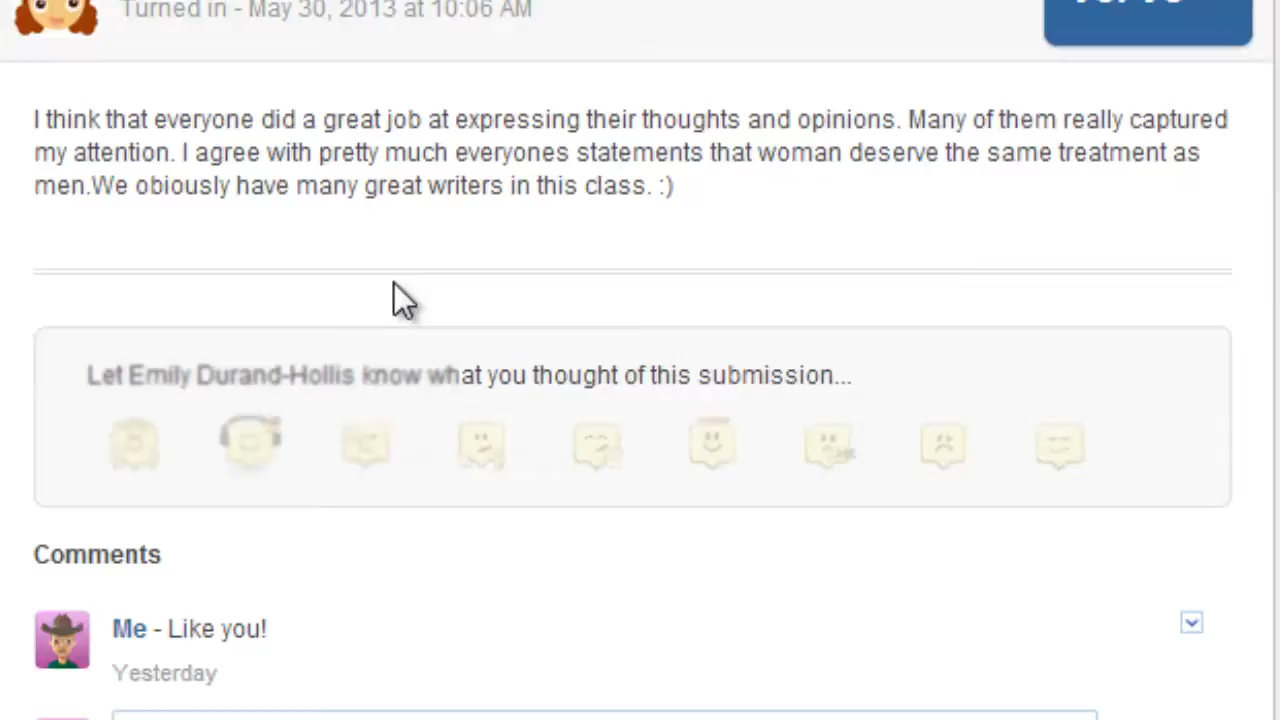 Turned in - May 30, 2013 at 10:06 AM
I think that everyone did a great job at expressing their thoughts and opinions. Many of them really captured
my attention. I agree with pretty much everyones statements that woman deserve the same treatment as
men.We obiously have many great writers in this class. :)
Let Emily Durand-Hollis know what you thought of this submission...
Comments
Me - Like you!
Yesterday